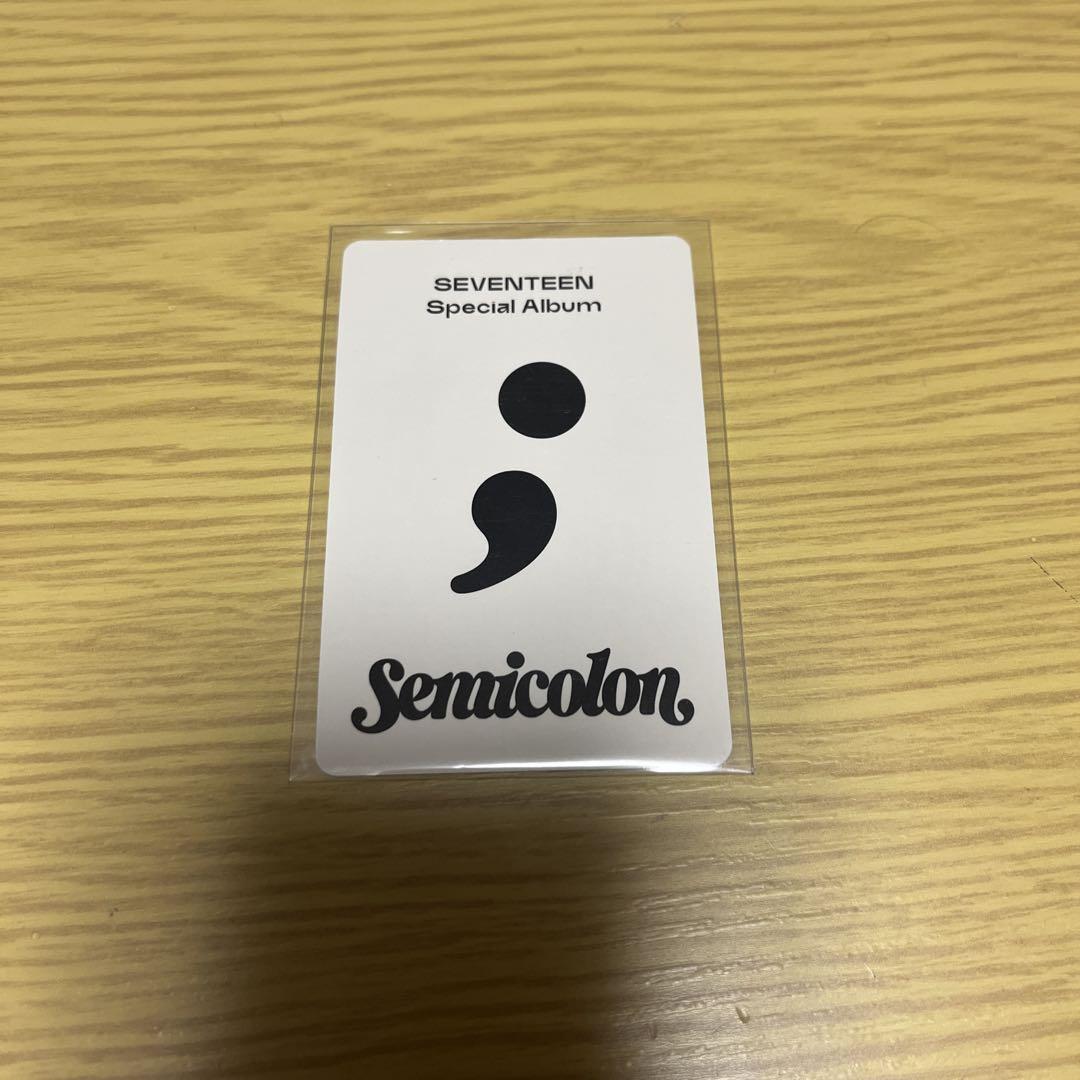 SEVENTEEN
Special Album
;
Semicolon